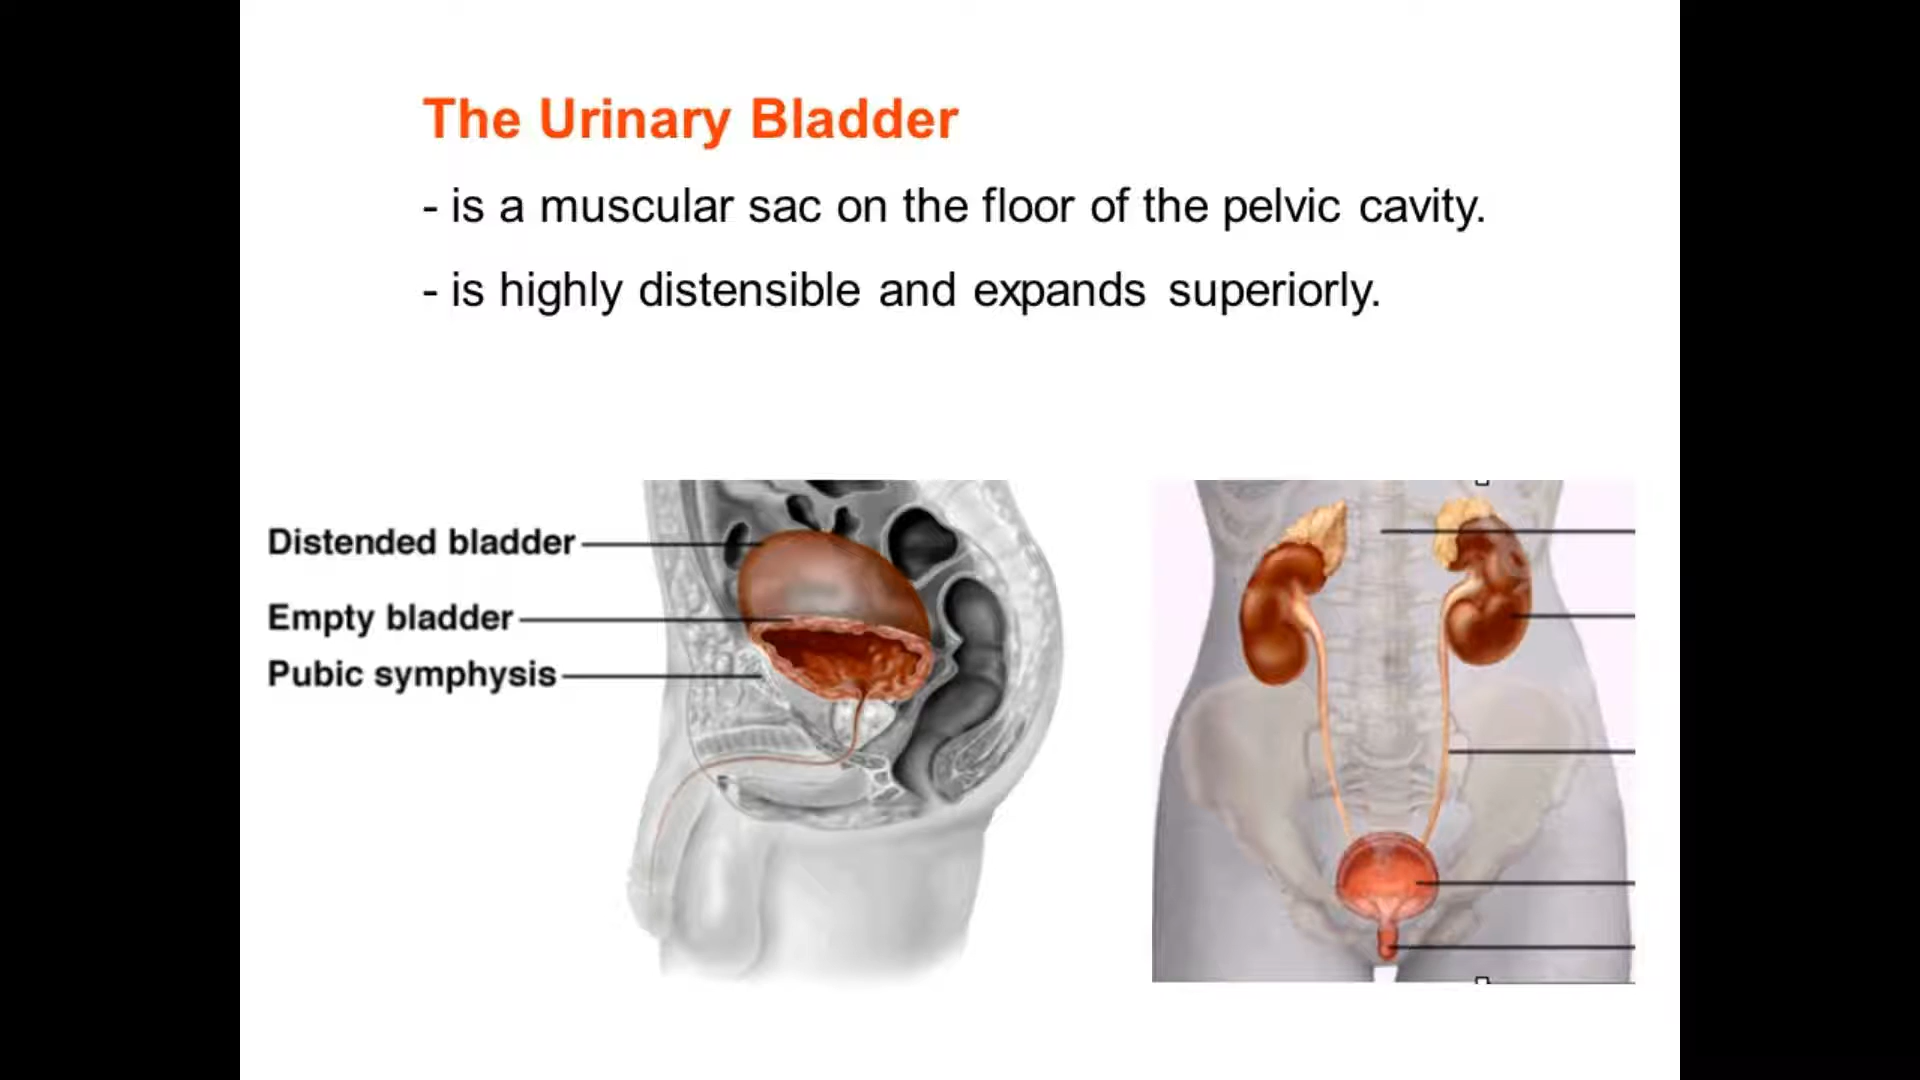 The Urinary Bladder
- is a muscular sac on the floor of the pelvic cavity.
- is highly distensible and expands superiorly.
Distended bladder
Empty bladder
Pubic symphysis